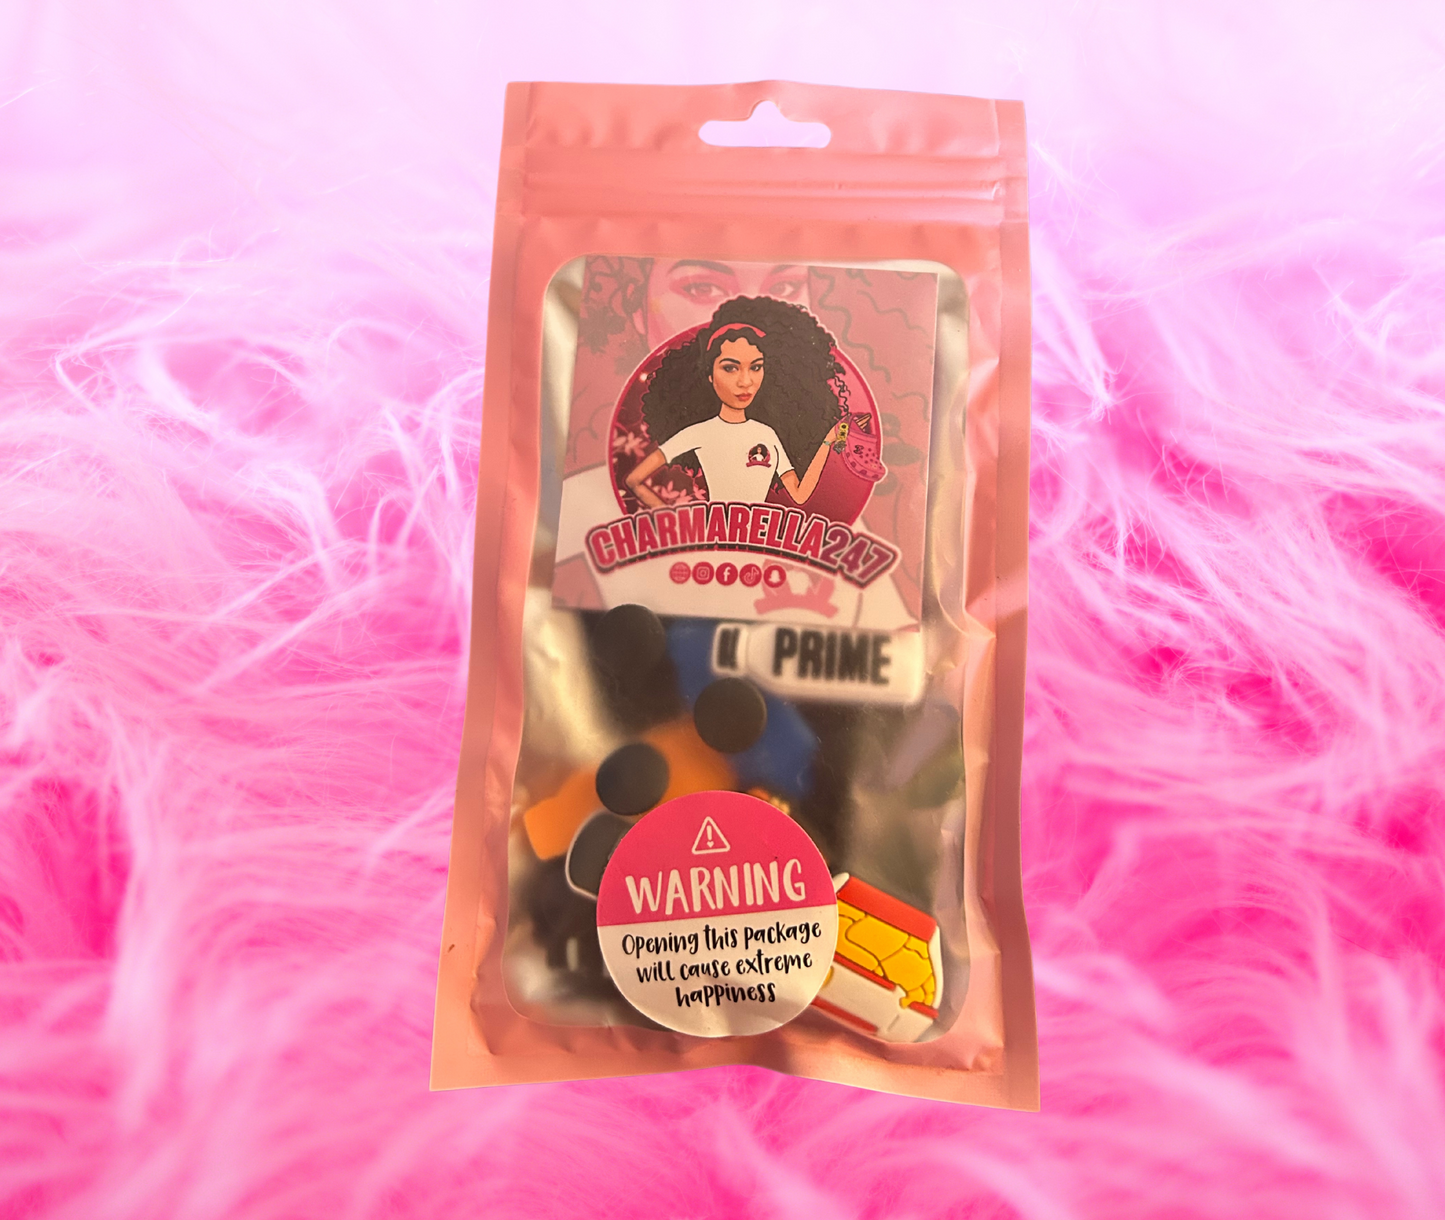 CHARMARELLA247
PRIME
WARNING
Opening this package
will cause extreme
happiness